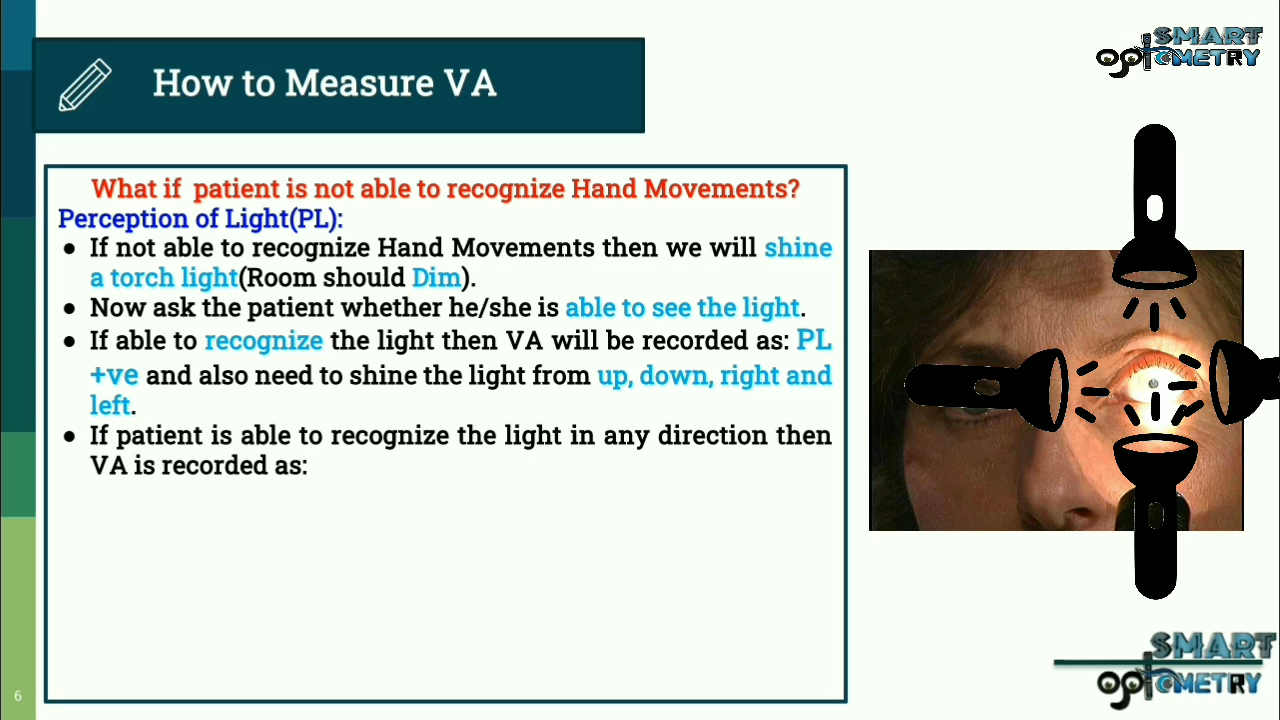 How to Measure VA
What if patient is not able to recognize Hand Movements?
Perception of Light(PL):
● If not able to recognize Hand Movements then we will shine
a torch light(Room should Dim).
● Now ask the patient whether he/she is able to see the light.
● If able to recognize the light then VA will be recorded as: PL
+ve and also need to shine the light from up, down, right and
left.
● If patient is able to recognize the light in any direction then
VA is recorded as:
SMART
OptOMETRY
SMART
OptOMETRY
6